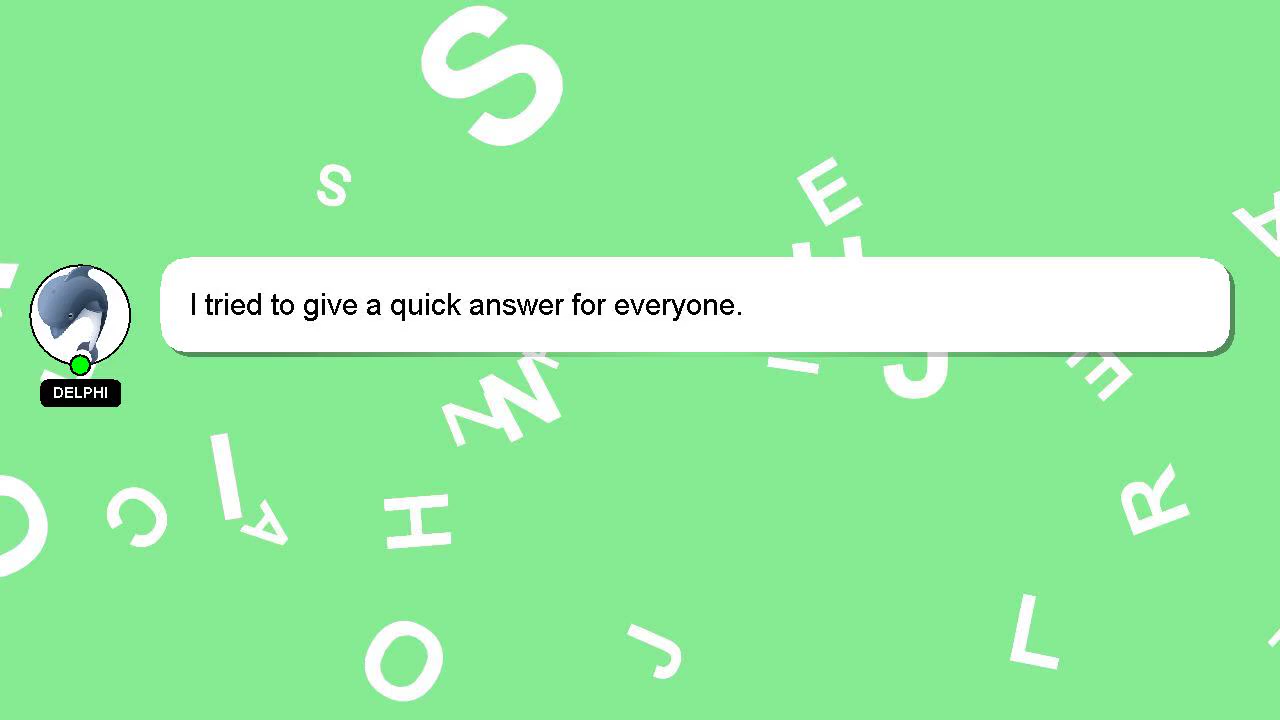 I tried to give a quick answer for everyone.
DELPHI
S
S
E
A
N
W
K
I
J
E
O
C
I
A
H
R
O
J
L